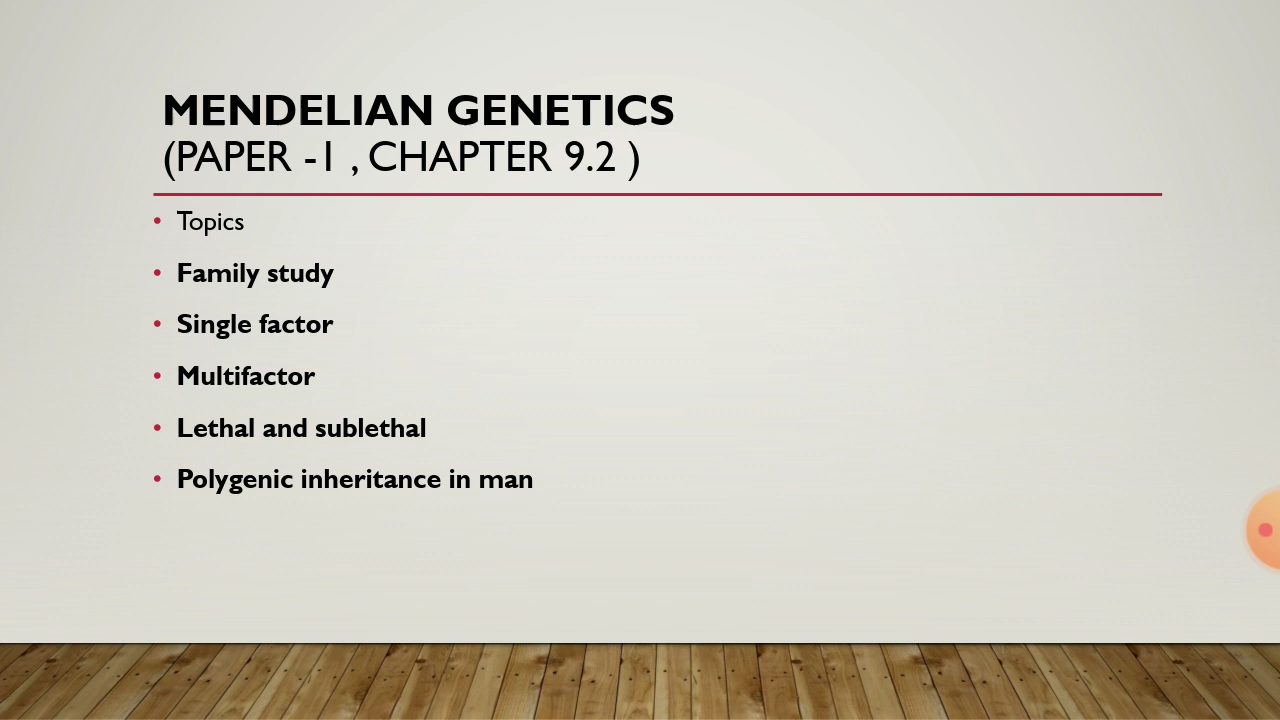 MENDELIAN GENETICS
(PAPER -1 , CHAPTER 9.2 )
• Topics
• Family study
• Single factor
• Multifactor
• Lethal and sublethal
• Polygenic inheritance in man